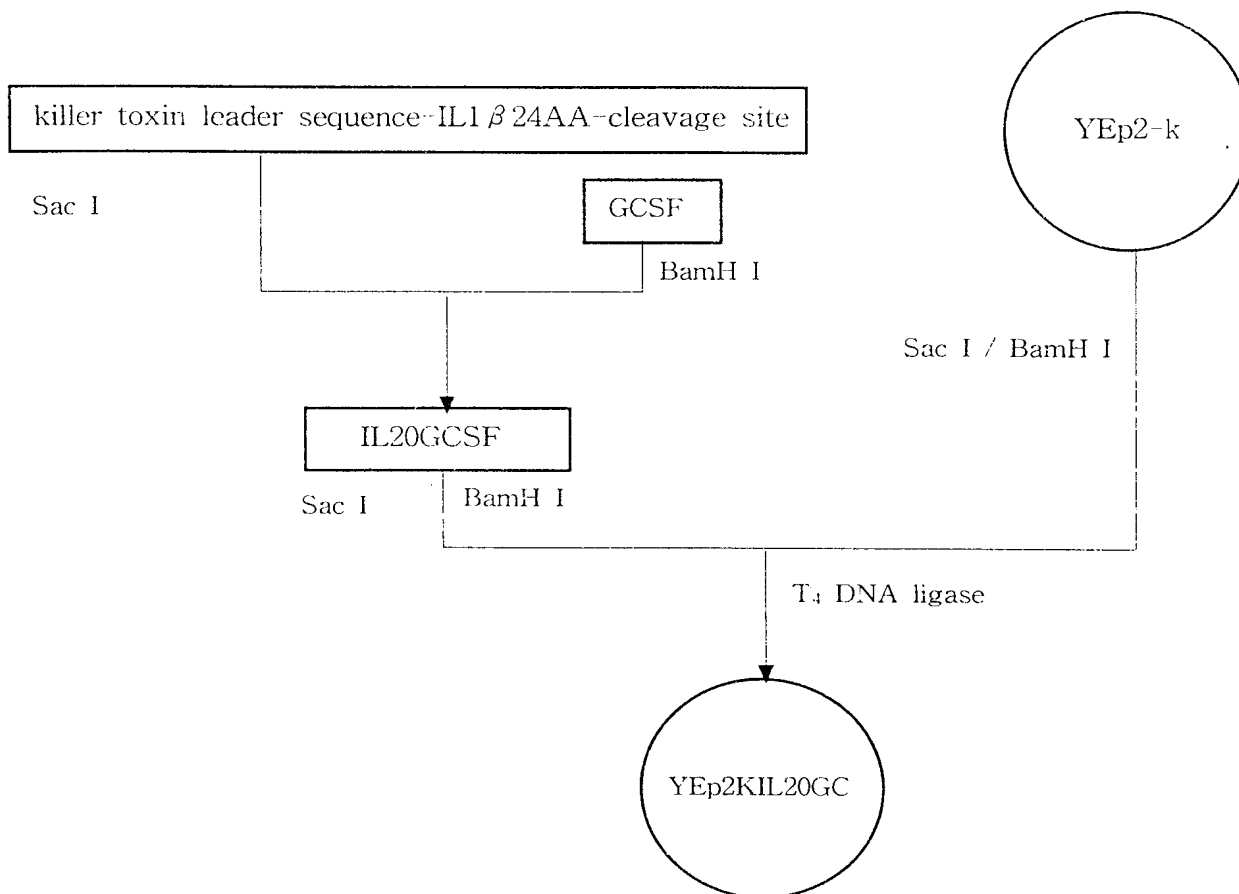 killer toxin leader sequence-IL1β24AA-cleavage site
YEp2-k
Sac I
GCSF
BamH I
Sac I / BamH I
IL20GCSF
Sac I
BamH I
T4 DNA ligase
YEp2KIL20GC